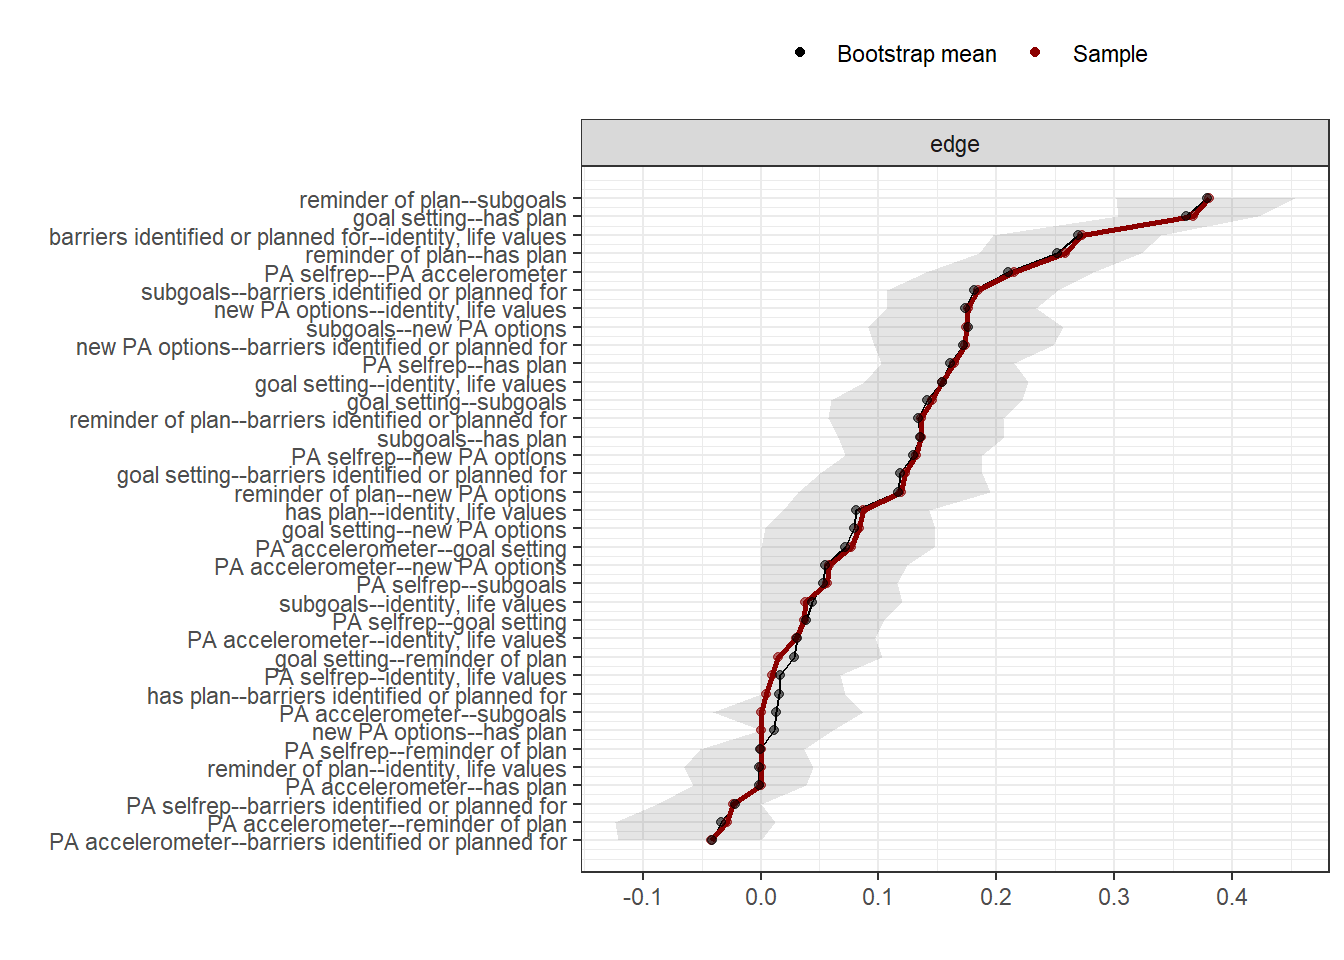 Bootstrap mean Sample
edge
reminder of plan--subgoals
goal setting--has plan
barriers identified or planned for--identity, life values
reminder of plan--has plan
PA selfrep--PA accelerometer
subgoals--barriers identified or planned for
new PA options--identity, life values
subgoals--new PA options
new PA options--barriers identified or planned for
PA selfrep--has plan
goal setting--identity, life values
goal setting--subgoals
reminder of plan--barriers identified or planned for
subgoals--has plan
PA selfrep--new PA options
goal setting--barriers identified or planned for
reminder of plan--new PA options
has plan--identity, life values
goal setting--new PA options
PA accelerometer--goal setting
PA accelerometer--new PA options
PA selfrep--subgoals
subgoals--identity, life values
PA selfrep--goal setting
PA accelerometer--identity, life values
goal setting--reminder of plan
PA selfrep--identity, life values
has plan--barriers identified or planned for
PA accelerometer--subgoals
new PA options--has plan
PA selfrep--reminder of plan
reminder of plan--identity, life values
PA accelerometer--has plan
PA selfrep--barriers identified or planned for
PA accelerometer--reminder of plan
PA accelerometer--barriers identified or planned for
-0.1 0.0 0.1 0.2 0.3 0.4